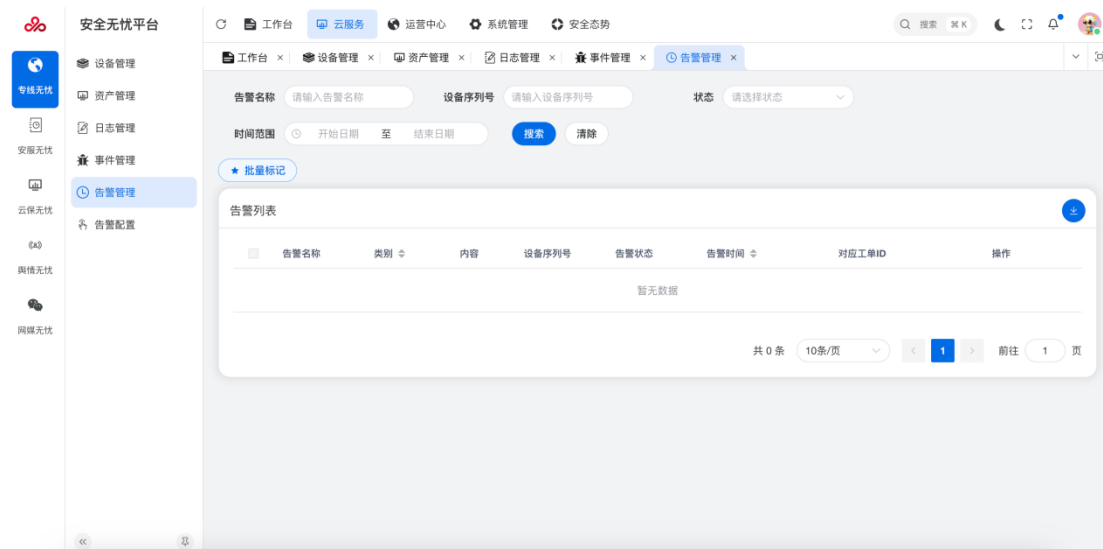 安全无忧平台
工作台 云服务 运营中心 系统管理 安全态势 搜索 ⌘ K
专线无忧
安服无忧
云保无忧
舆情无忧
网媒无忧
设备管理
资产管理
日志管理
事件管理
告警管理
告警配置
工作台 × 设备管理 × 资产管理 × 日志管理 × 事件管理 × 告警管理 ×
告警名称 请输入告警名称 设备序列号 请输入设备序列号 状态 请选择状态
时间范围 开始日期 至 结束日期 搜索 清除
★ 批量标记
告警列表
告警名称 类别 内容 设备序列号 告警状态 告警时间 对应工单ID 操作
暂无数据
共 0 条 10条/页 < 1 > 前往 1 页